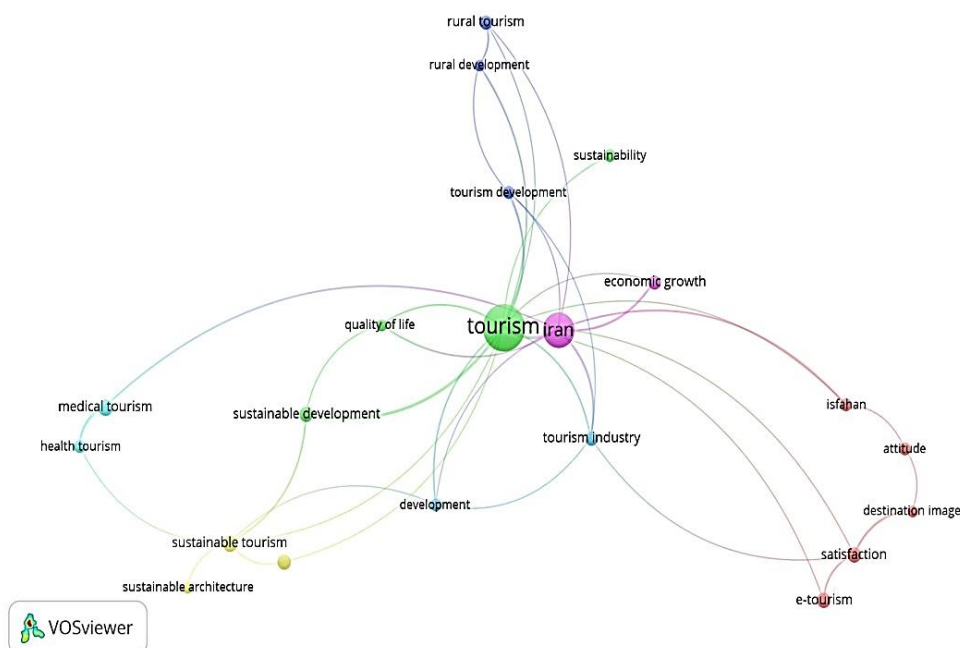 rural tourism
rural development
sustainability
tourism development
economic growth
quality of life
tourism
iran
medical tourism
isfahan
sustainable development
tourism industry
health tourism
attitude
development
destination image
sustainable tourism
satisfaction
sustainable architecture
e-tourism
VOSviewer